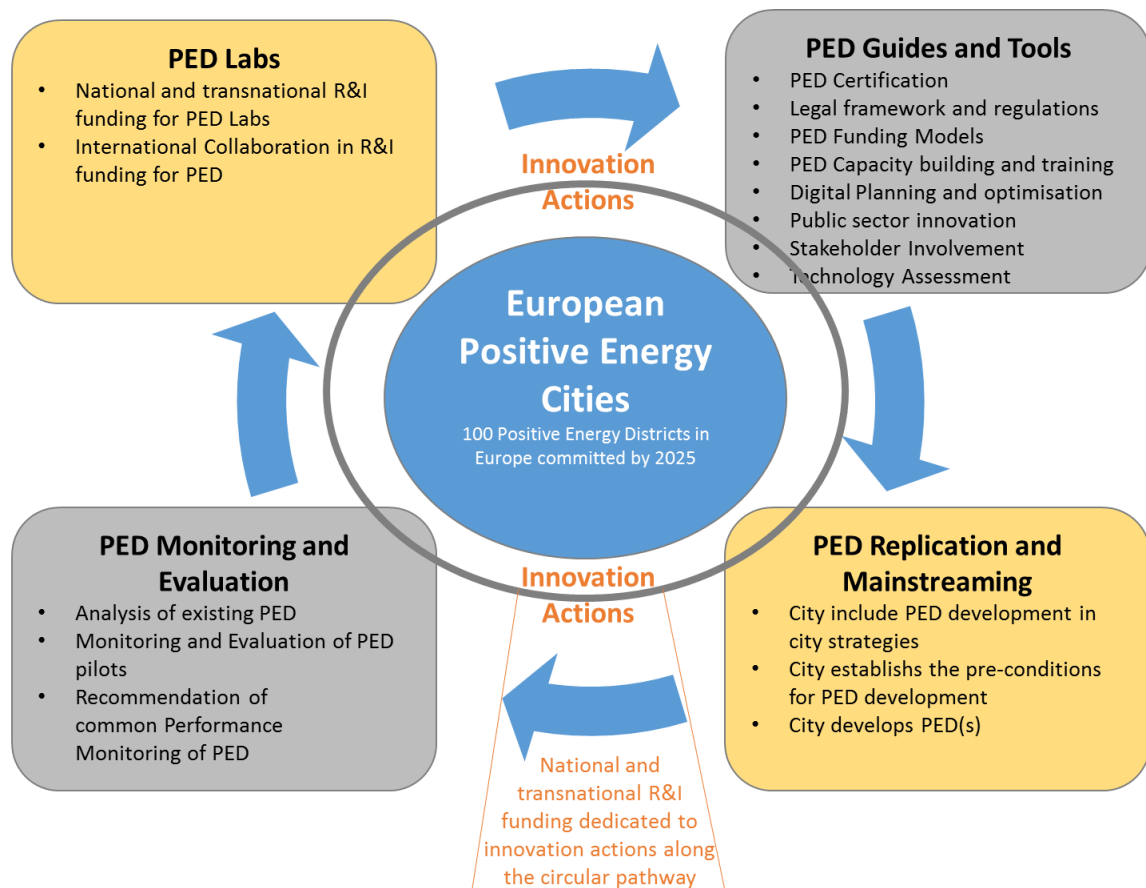 PED Labs
• National and transnational R&I
funding for PED Labs
• International Collaboration in R&I
funding for PED
PED Guides and Tools
• PED Certification
• Legal framework and regulations
• PED Funding Models
• PED Capacity building and training
• Digital Planning and optimisation
• Public sector innovation
• Stakeholder Involvement
• Technology Assessment
Innovation
Actions
European
Positive Energy
Cities
100 Positive Energy Districts in
Europe committed by 2025
PED Monitoring and
Evaluation
• Analysis of existing PED
• Monitoring and Evaluation of PED
pilots
• Recommendation of
common Performance
Monitoring of PED
Innovation
Actions
PED Replication and
Mainstreaming
• City include PED development in
city strategies
• City establishs the pre-conditions
for PED development
• City develops PED(s)
National and
transnational R&I
funding dedicated to
innovation actions along
the circular pathway